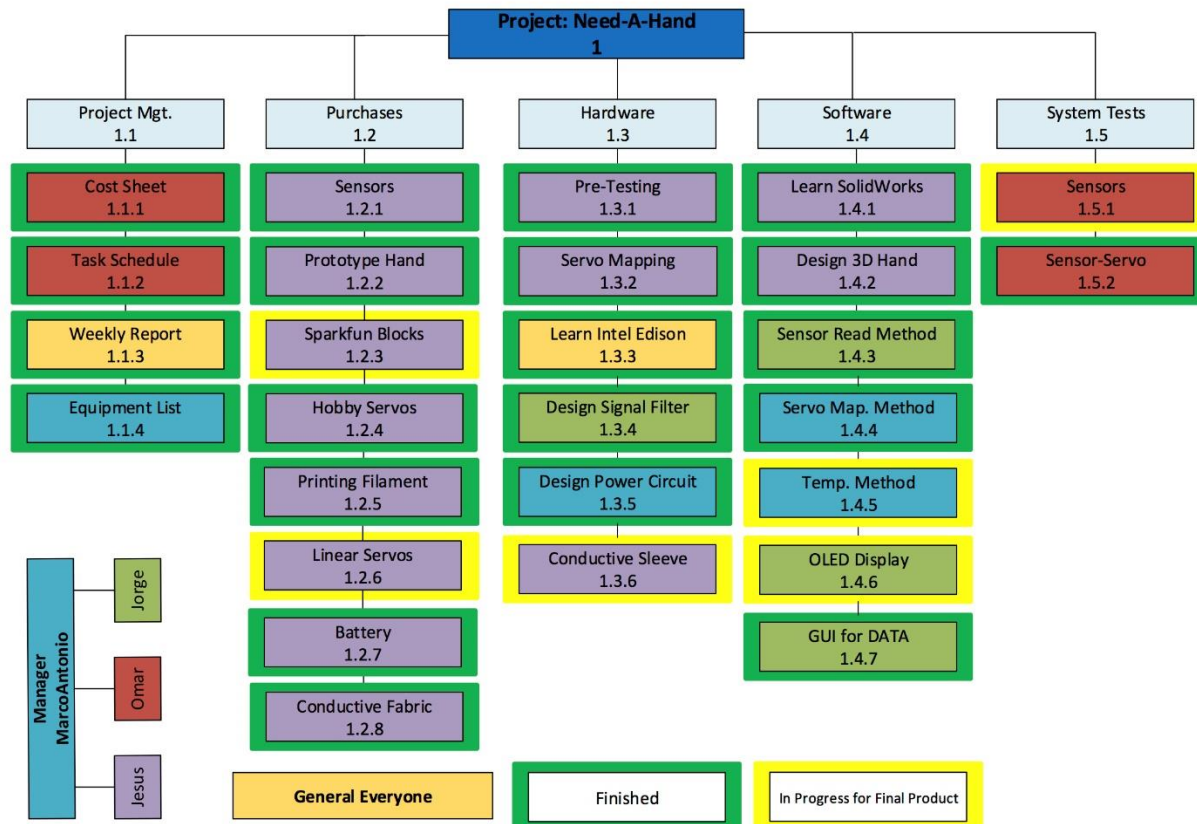 Project: Need-A-Hand
1
Project Mgt.
1.1
Purchases
1.2
Hardware
1.3
Software
1.4
System Tests
1.5
Cost Sheet
1.1.1
Task Schedule
1.1.2
Weekly Report
1.1.3
Equipment List
1.1.4
Sensors
1.2.1
Prototype Hand
1.2.2
Sparkfun Blocks
1.2.3
Hobby Servos
1.2.4
Printing Filament
1.2.5
Linear Servos
1.2.6
Battery
1.2.7
Conductive Fabric
1.2.8
Pre-Testing
1.3.1
Servo Mapping
1.3.2
Learn Intel Edison
1.3.3
Design Signal Filter
1.3.4
Design Power Circuit
1.3.5
Conductive Sleeve
1.3.6
Learn SolidWorks
1.4.1
Design 3D Hand
1.4.2
Sensor Read Method
1.4.3
Servo Map. Method
1.4.4
Temp. Method
1.4.5
OLED Display
1.4.6
GUI for DATA
1.4.7
Sensors
1.5.1
Sensor-Servo
1.5.2
Manager
MarcoAntonio
Jorge
Omar
Jesus
General Everyone
Finished
In Progress for Final Product